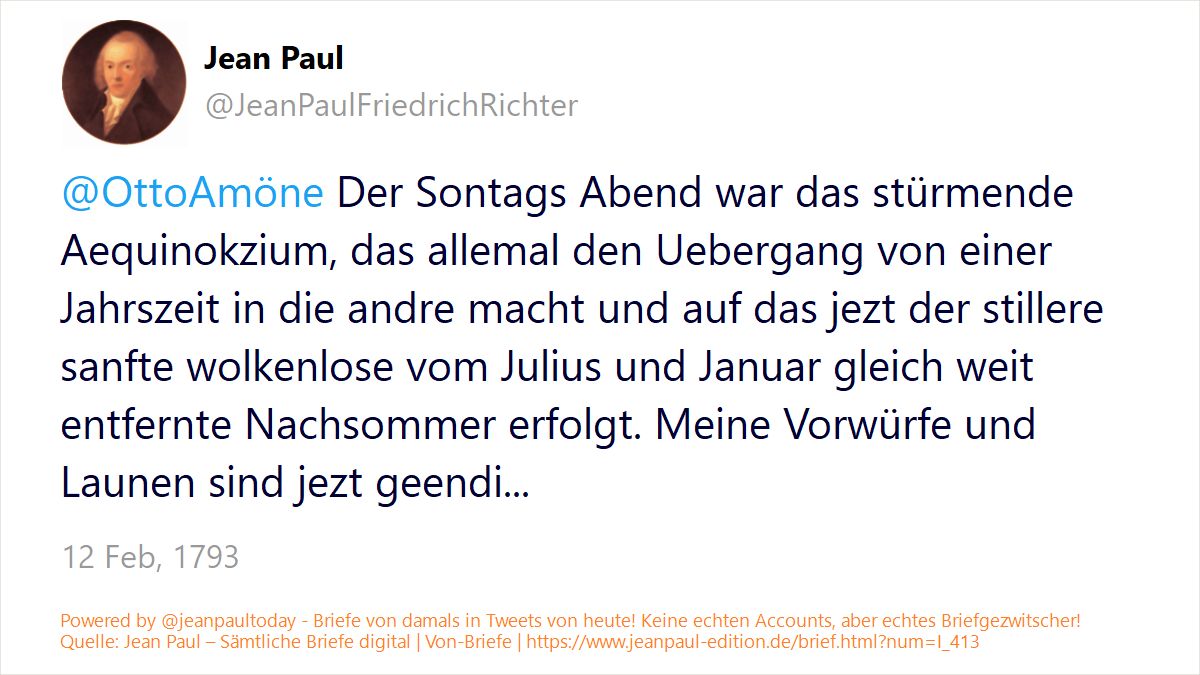 Jean Paul
@JeanPaulFriedrichRichter
@OttoAmöne Der Sontags Abend war das stürmende
Aequinokzium, das allemal den Uebergang von einer
Jahrszeit in die andre macht und auf das jezt der stillere
sanfte wolkenlose vom Julius und Januar gleich weit
entfernte Nachsommer erfolgt. Meine Vorwürfe und
Launen sind jezt geendi...
12 Feb, 1793
Powered by @jeanpaultoday - Briefe von damals in Tweets von heute! Keine echten Accounts, aber echtes Briefgezwitscher!
Quelle: Jean Paul – Sämtliche Briefe digital | Von-Briefe | https://www.jeanpaul-edition.de/brief.html?num=I_413